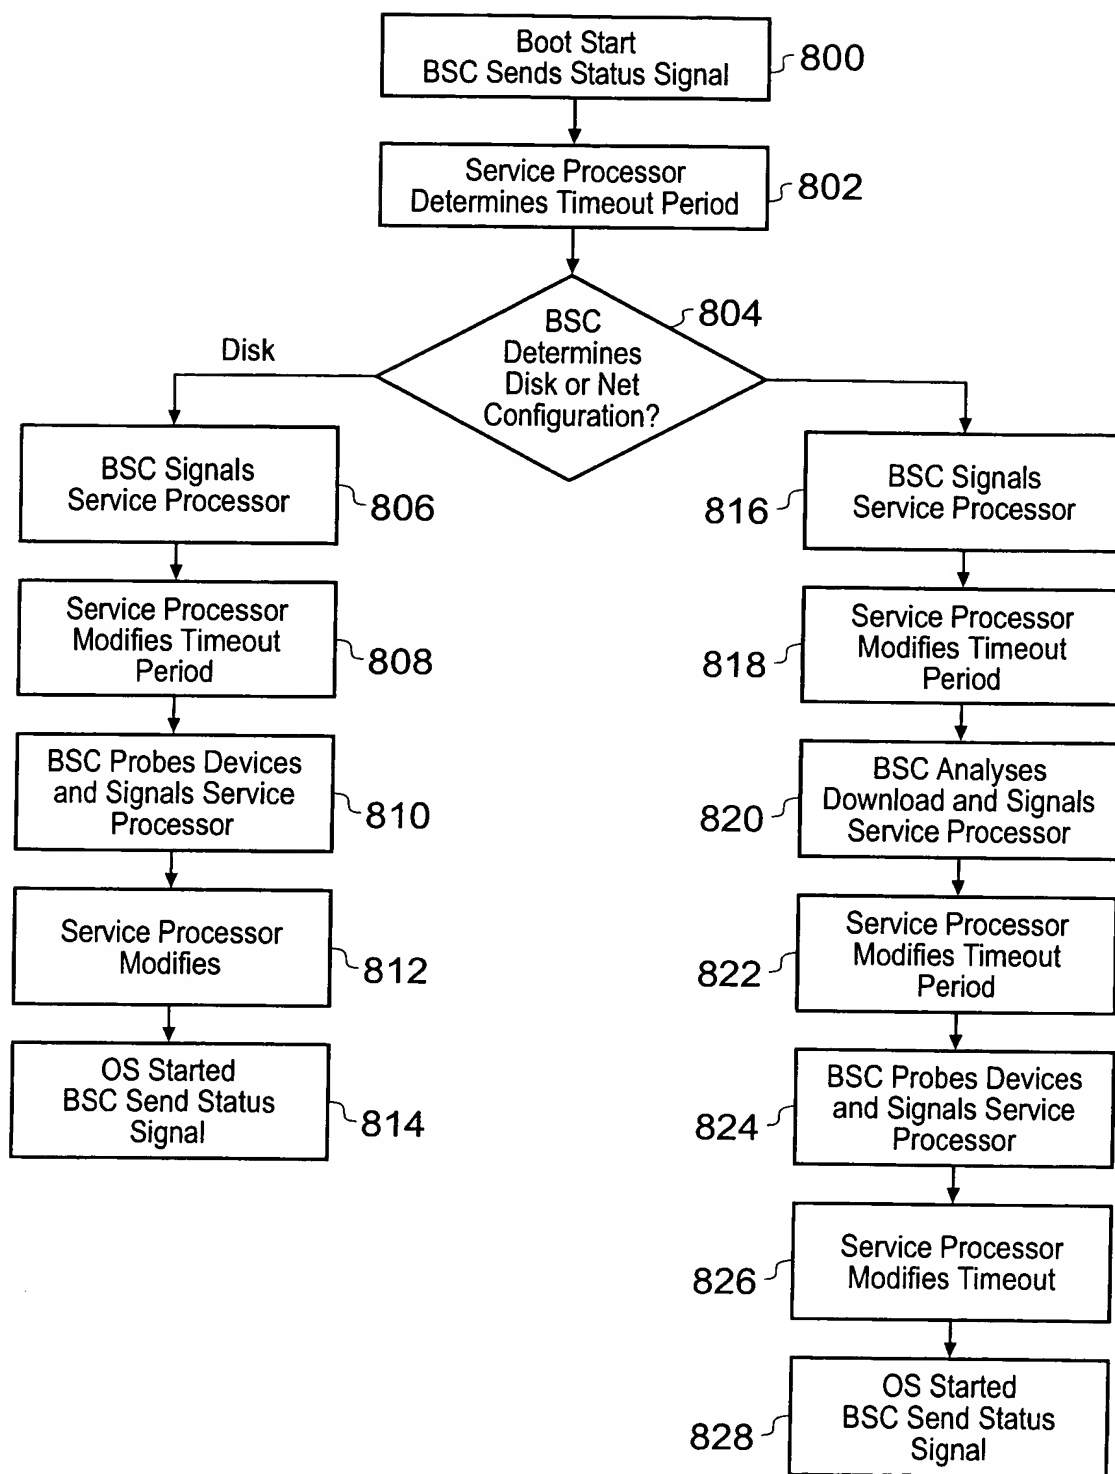 Boot Start
BSC Sends Status Signal
800
Service Processor
Determines Timeout Period
802
BSC
Determines
Disk or Net
Configuration?
804
Disk
BSC Signals
Service Processor
806
Service Processor
Modifies Timeout
Period
808
BSC Probes Devices
and Signals Service
Processor
810
Service Processor
Modifies
812
OS Started
BSC Send Status
Signal
814
BSC Signals
Service Processor
816
Service Processor
Modifies Timeout
Period
818
BSC Analyses
Download and Signals
Service Processor
820
Service Processor
Modifies Timeout
Period
822
BSC Probes Devices
and Signals Service
Processor
824
Service Processor
Modifies Timeout
826
OS Started
BSC Send Status
Signal
828